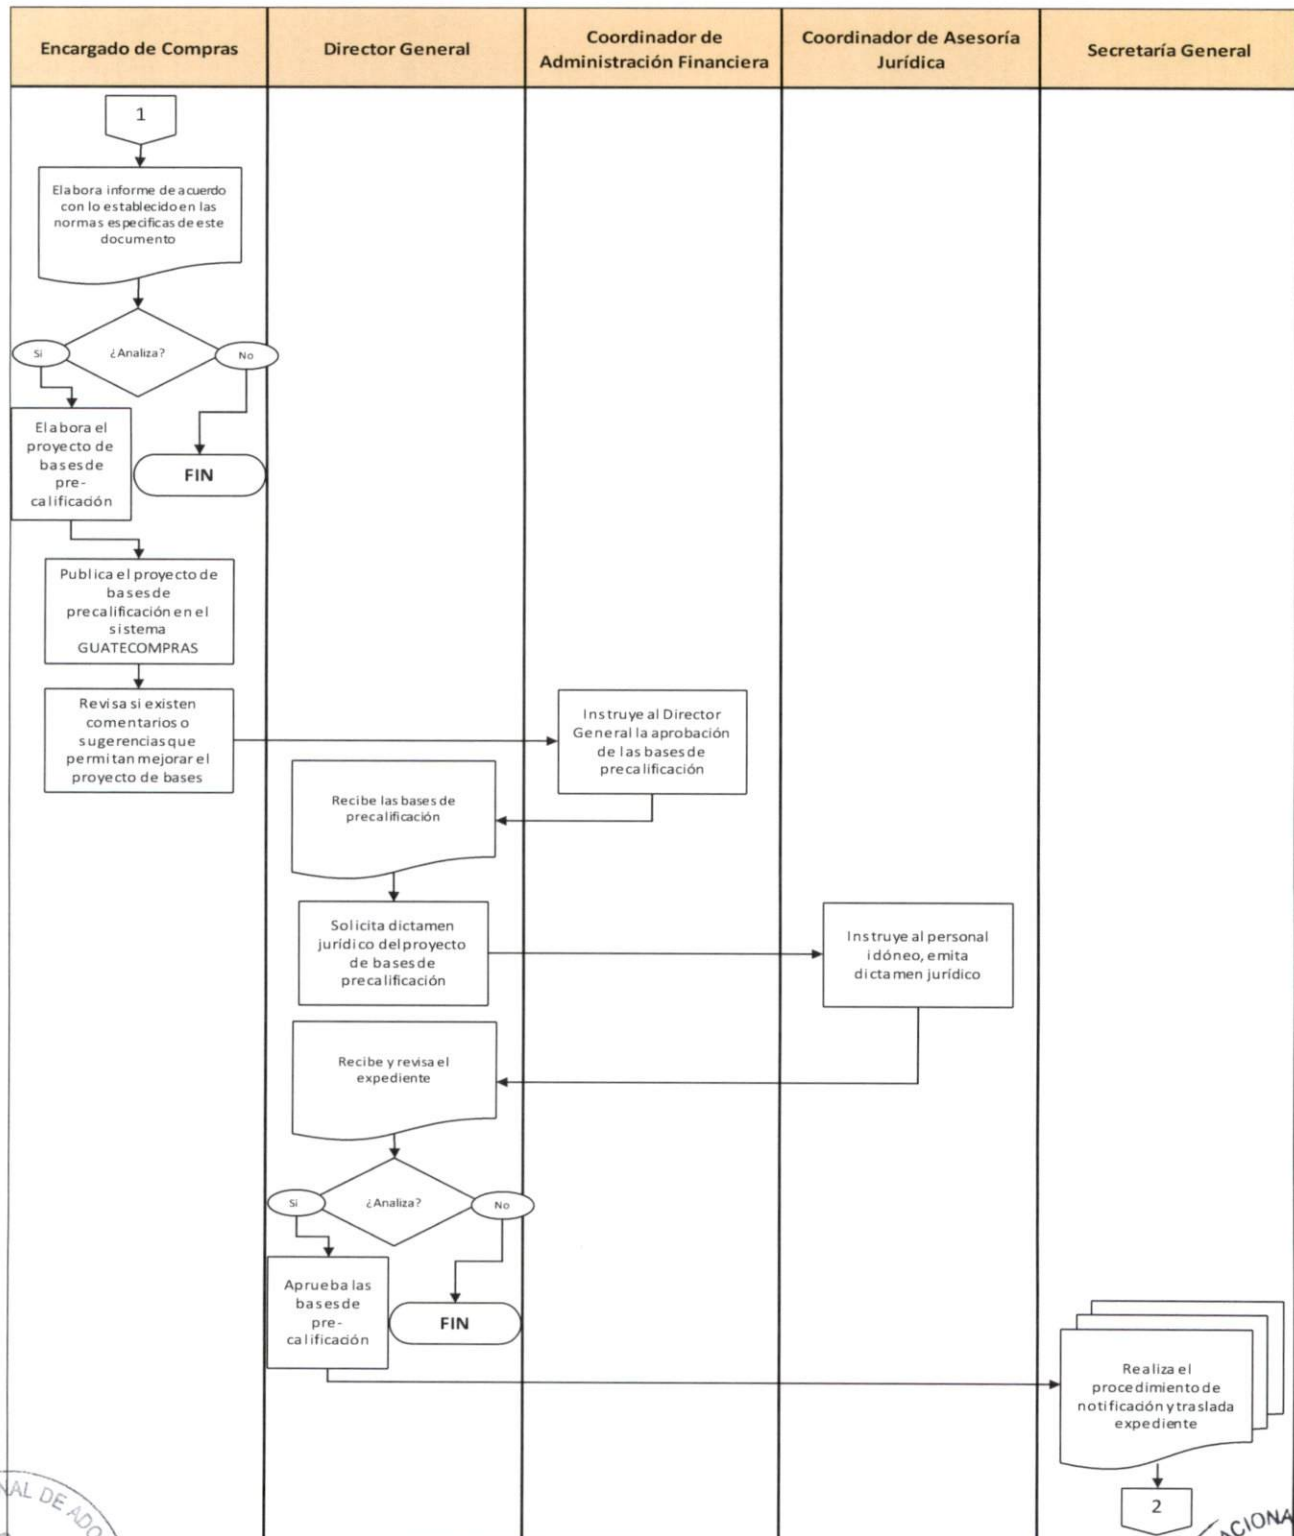 Encargado de Compras
Director General
Coordinador de
Administración Financiera
Coordinador de Asesoría
Jurídica
Secretaría General
1
Elabora informe de acuerdo
con lo establecido en las
normas especificas de este
documento
¿Analiza?
Si
No
Elabora el
proyecto de
bases de
pre-
calificación
FIN
Publica el proyecto de
bases de
precalificación en el
sistema
GUATECOMPRAS
Revisa si existen
comentarios o
sugerencias que
permitan mejorar el
proyecto de bases
Instruye al Director
General la aprobación
de las bases de
precalificación
Recibe las bases de
precalificación
Solicita dictamen
jurídico del proyecto
de bases de
precalificación
Instruye al personal
idóneo, emita
dictamen jurídico
Recibe y revisa el
expediente
¿Analiza?
Si
No
Aprueba las
bases de
pre-
calificación
FIN
Realiza el
procedimiento de
notificación y traslada
expediente
2
NAL DE ADO
ACIONA